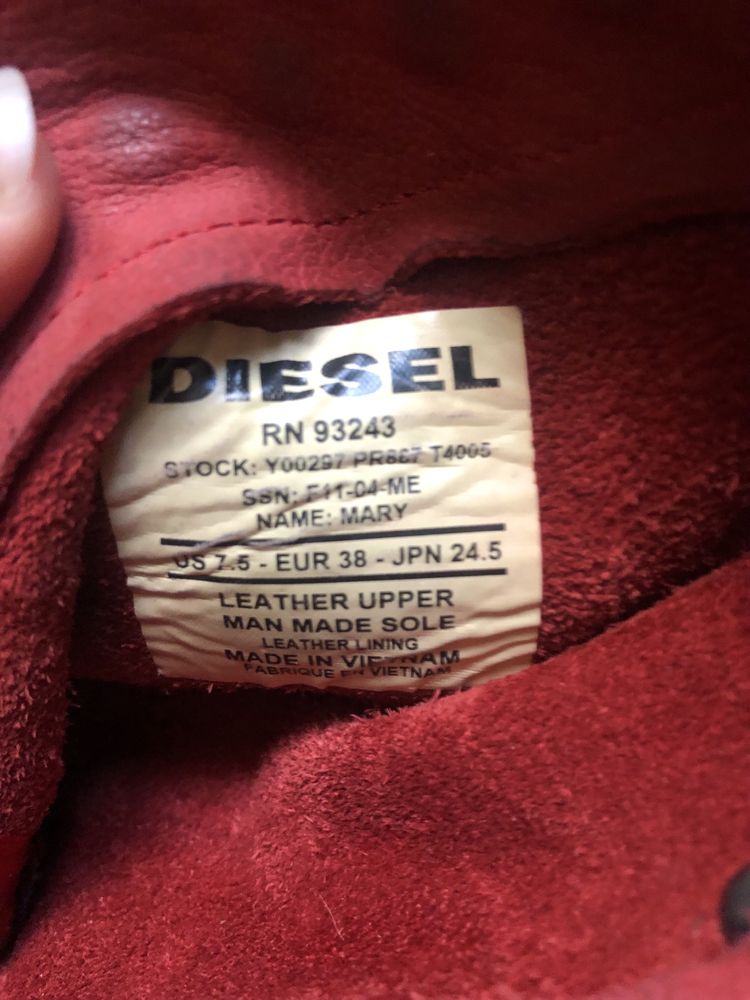 DIESEL
RN 93243
STOCK: Y00297 PR887 T4005
SSN: F11-04-ME
NAME: MARY
US 7.5 - EUR 38 - JPN 24.5
LEATHER UPPER
MAN MADE SOLE
LEATHER LINING
MADE IN VIETNAM
FABRIQUE EN VIETNAM